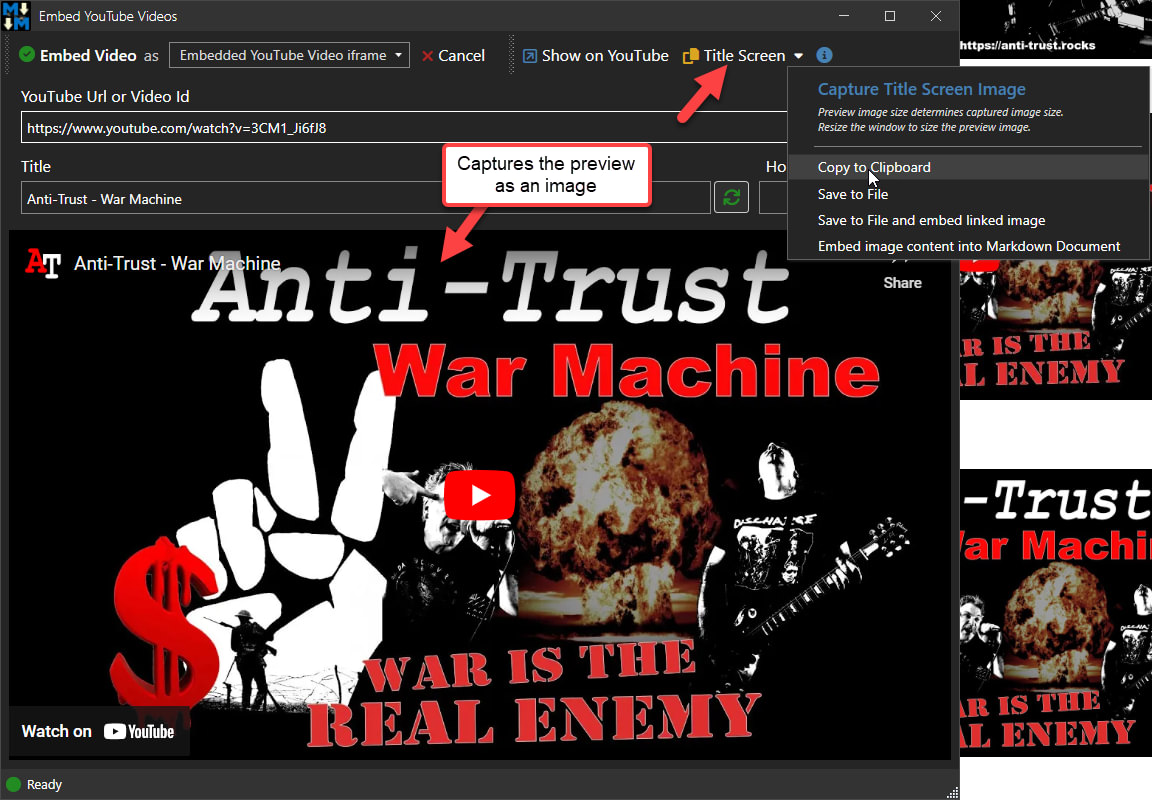 Embed YouTube Videos
Embed Video as Embedded YouTube Video iframe Cancel Show on YouTube Title Screen
https://anti-trust.rocks
Capture Title Screen Image
Preview image size determines captured image size.
Resize the window to size the preview image.
Copy to Clipboard
Save to File
Save to File and embed linked image
Embed image content into Markdown Document
YouTube Url or Video Id
https://www.youtube.com/watch?v=3CM1_Ji6fJ8
Title
Ho
Anti-Trust - War Machine
Captures the preview
as an image
AT
Anti-Trust - War Machine
Share
Anti-Trust
War Machine
DISCHARGE
WAR IS THE
REAL ENEMY
Watch on YouTube
Ready
R IS THE
L ENEMY
-Trust
ar Machi
AR IS THE
AL ENEMY